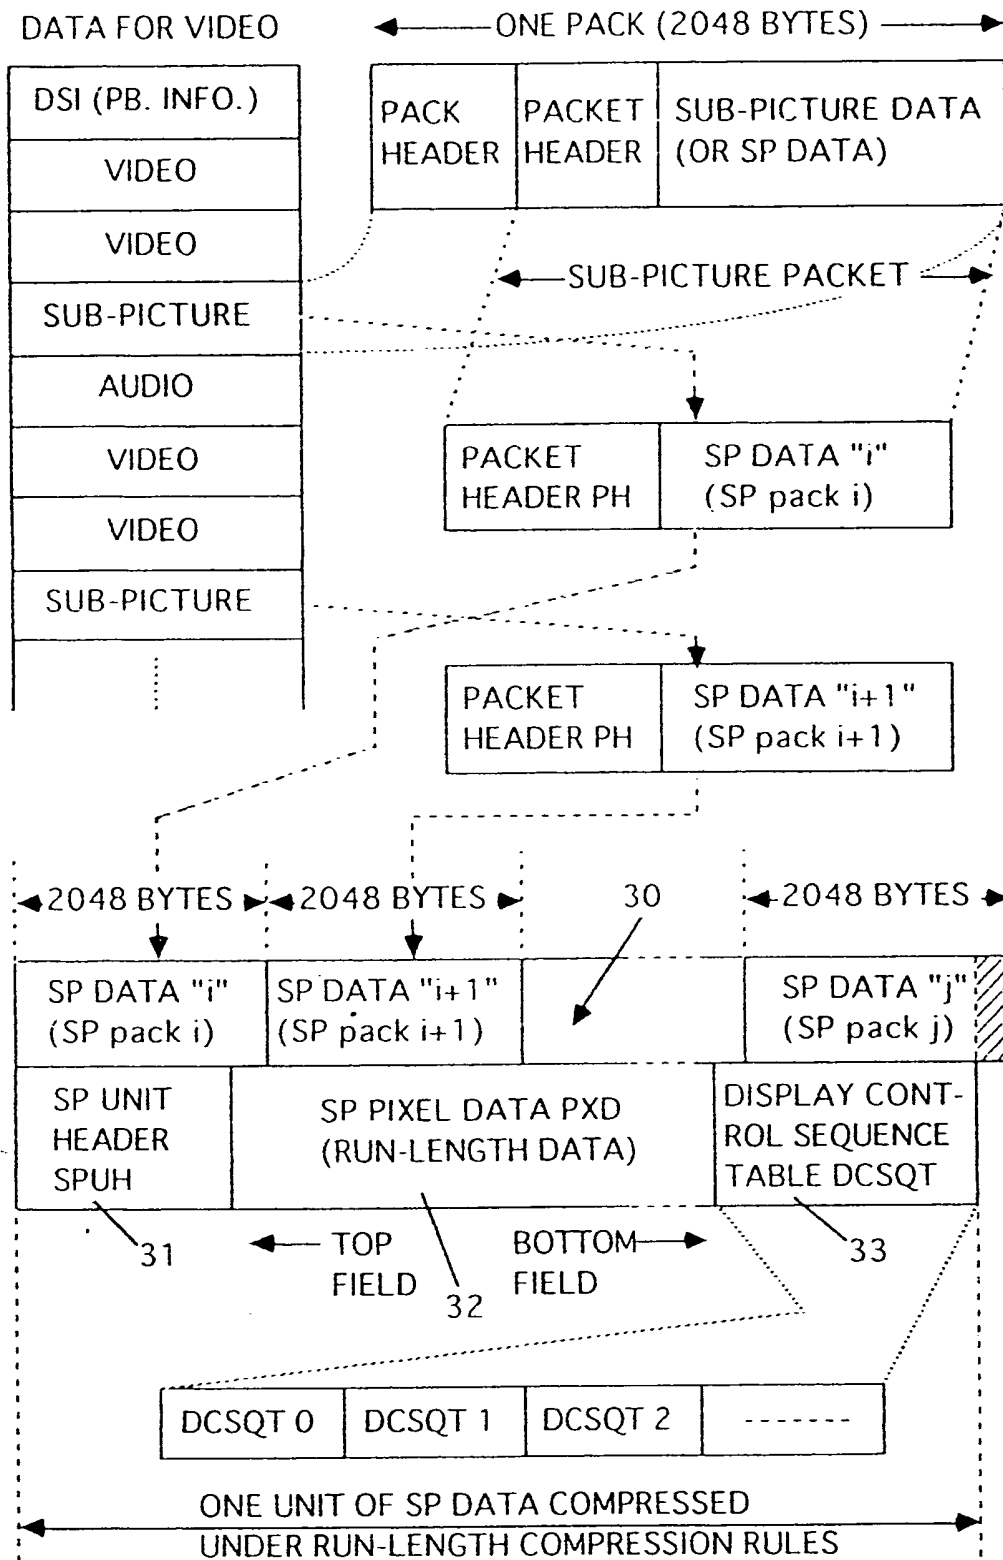 DATA FOR VIDEO
ONE PACK (2048 BYTES)
DSI (PB. INFO.)
VIDEO
VIDEO
SUB-PICTURE
AUDIO
VIDEO
VIDEO
SUB-PICTURE
PACK
HEADER
PACKET
HEADER
SUB-PICTURE DATA
(OR SP DATA)
SUB-PICTURE PACKET
PACKET
HEADER PH
SP DATA "i"
(SP pack i)
PACKET
HEADER PH
SP DATA "i+1"
(SP pack i+1)
2048 BYTES
2048 BYTES
30
2048 BYTES
SP DATA "i"
(SP pack i)
SP DATA "i+1"
(SP pack i+1)
SP DATA "j"
(SP pack j)
SP UNIT
HEADER
SPUH
SP PIXEL DATA PXD
(RUN-LENGTH DATA)
DISPLAY CONT-
ROL SEQUENCE
TABLE DCSQT
31
TOP
FIELD
32
BOTTOM
FIELD
33
DCSQT 0
DCSQT 1
DCSQT 2
ONE UNIT OF SP DATA COMPRESSED
UNDER RUN-LENGTH COMPRESSION RULES